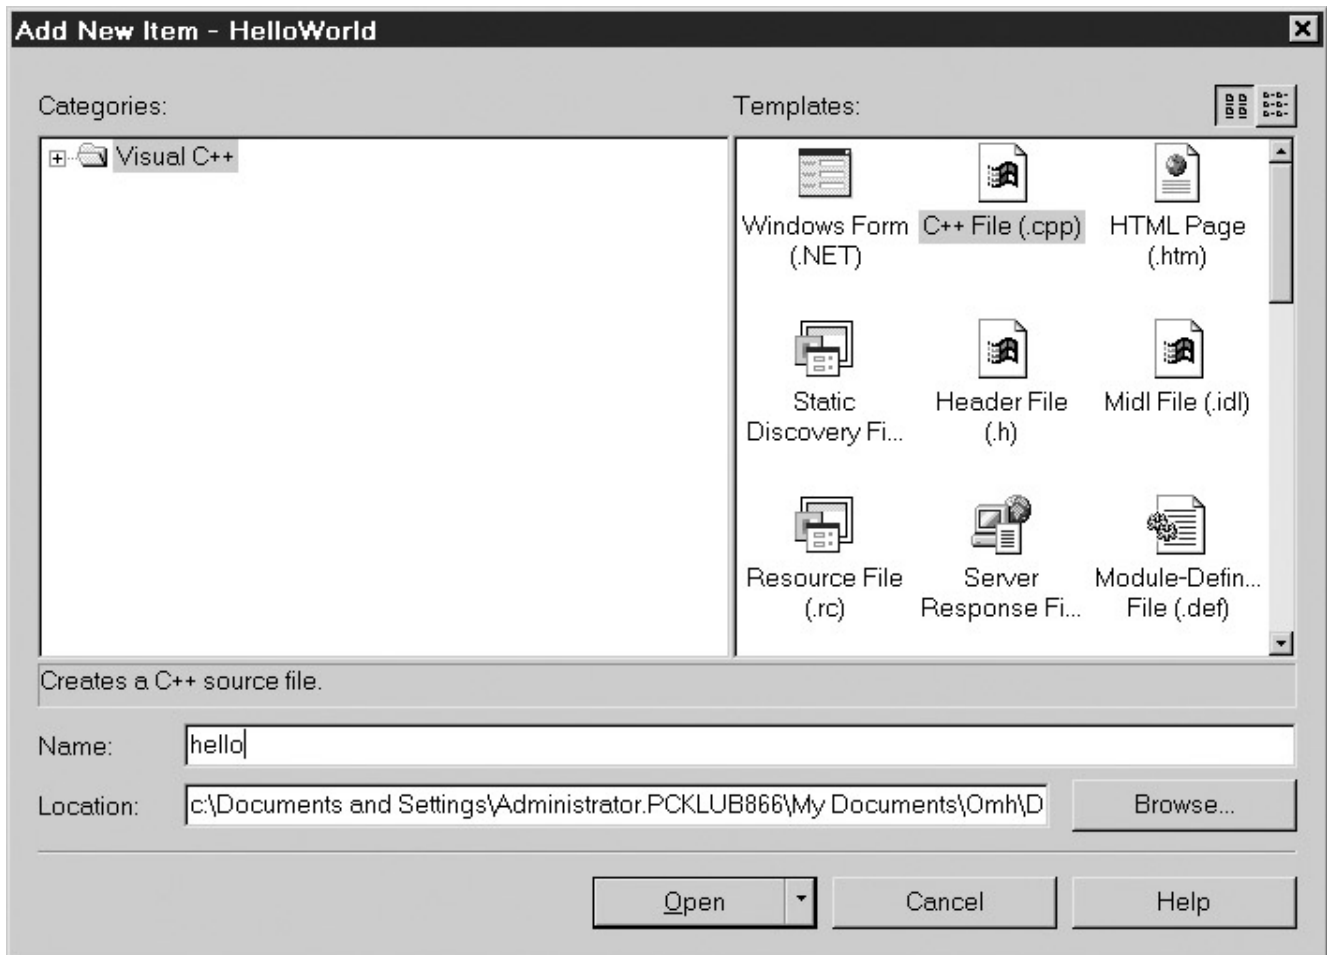 Add New Item - HelloWorld
Categories:
Templates:
Visual C++
Windows Form (.NET)
C++ File (.cpp)
HTML Page (.htm)
Static Discovery Fi...
Header File (.h)
Midl File (.idl)
Resource File (.rc)
Server Response Fi...
Module-Defin... File (.def)
Creates a C++ source file.
Name:
hello
Location:
c:\Documents and Settings\Administrator.PCKLUB866\My Documents\Omh\D
Browse...
Open
Cancel
Help